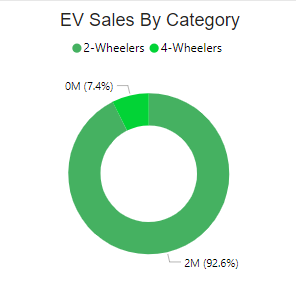 EV Sales By Category
2-Wheelers 4-Wheelers
0M (7.4%)
2M (92.6%)